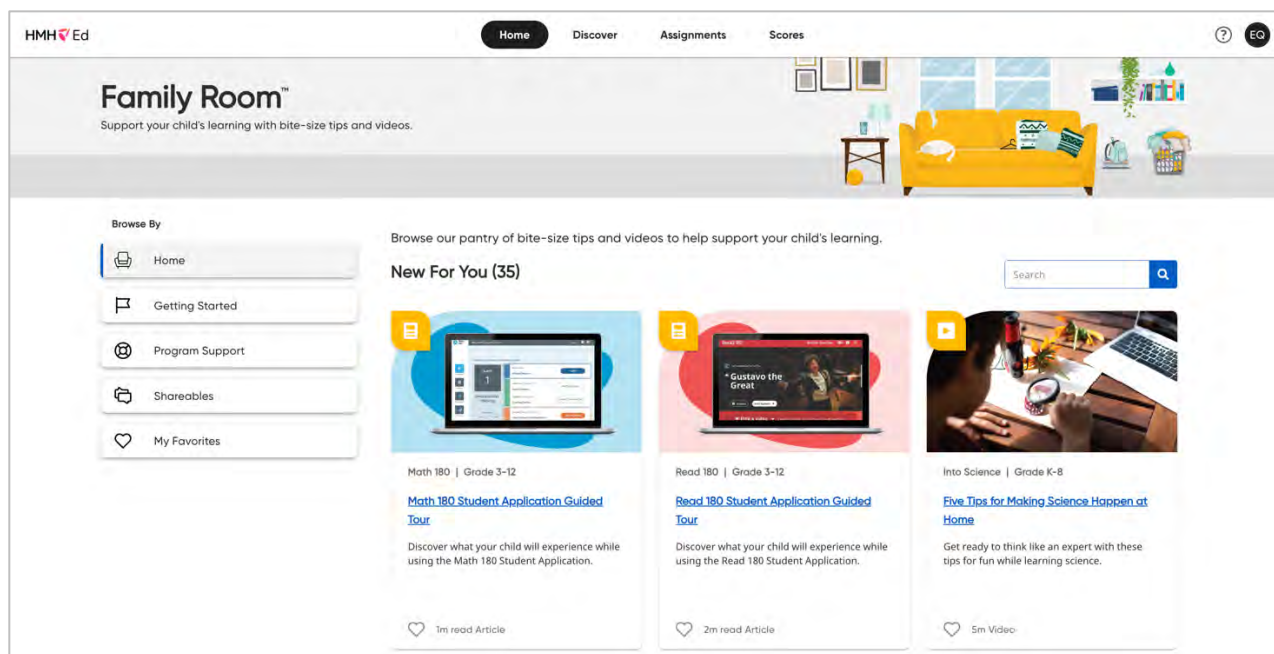 HMH Ed
Home Discover Assignments Scores
? EQ
Family Room™
Support your child's learning with bite-size tips and videos.
Browse By
Home
Getting Started
Program Support
Shareables
My Favorites
Browse our pantry of bite-size tips and videos to help support your child's learning.
New For You (35)
Search
Gustavo the
Great
Math 180 | Grade 3-12
Math 180 Student Application Guided
Tour
Discover what your child will experience while
using the Math 180 Student Application.
1m read Article
Read 180 | Grade 3-12
Read 180 Student Application Guided
Tour
Discover what your child will experience while
using the Read 180 Student Application.
2m read Article
Into Science | Grade K-8
Five Tips for Making Science Happen at
Home
Get ready to think like an expert with these
tips for fun while learning science.
5m Video